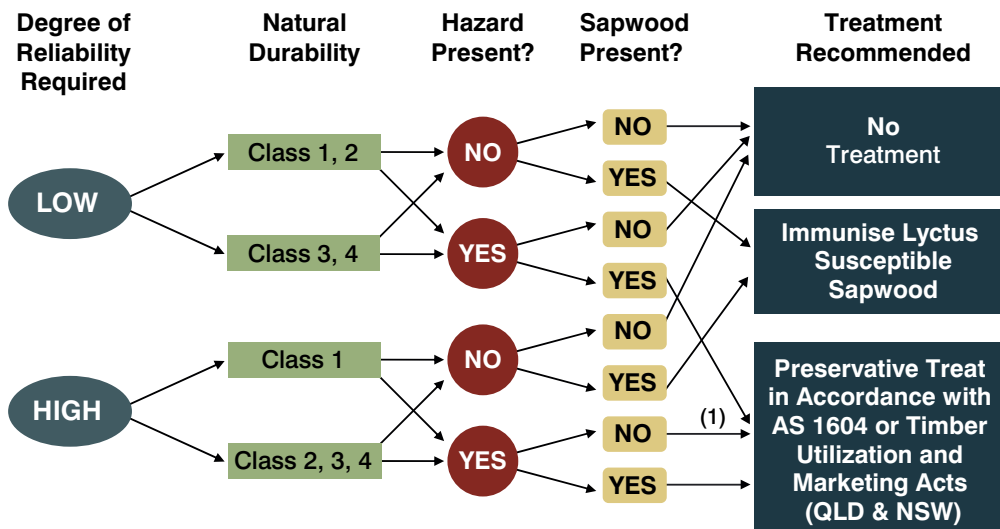 Degree of
Reliability
Required
Natural
Durability
Hazard
Present?
Sapwood
Present?
Treatment
Recommended
LOW
HIGH
Class 1, 2
Class 3, 4
Class 1
Class 2, 3, 4
NO
YES
NO
YES
NO
YES
NO
YES
NO
YES
NO
YES
(1)
No
Treatment
Immunise Lyctus
Susceptible
Sapwood
Preservative Treat
in Accordance with
AS 1604 or Timber
Utilization and
Marketing Acts
(QLD & NSW)